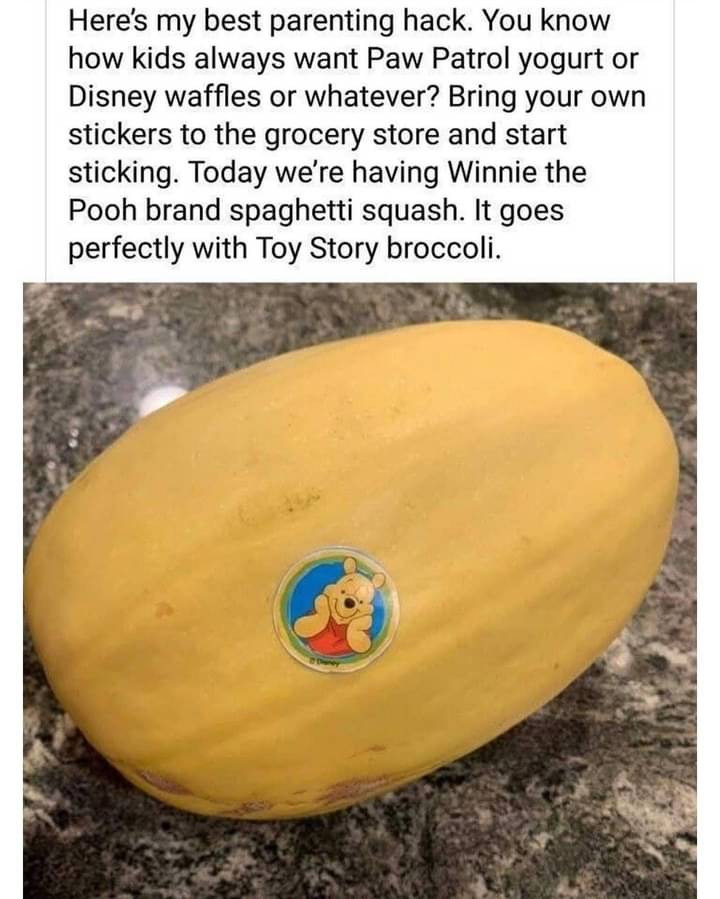 Here's my best parenting hack. You know
how kids always want Paw Patrol yogurt or
Disney waffles or whatever? Bring your own
stickers to the grocery store and start
sticking. Today we're having Winnie the
Pooh brand spaghetti squash. It goes
perfectly with Toy Story broccoli.
© Disney